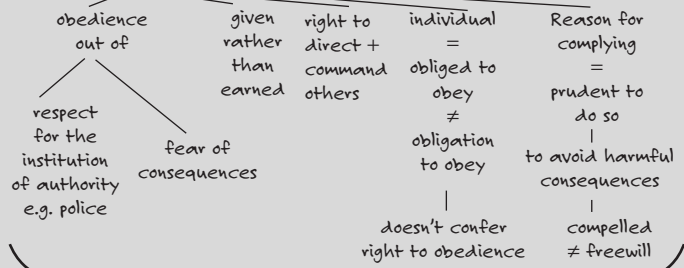 obedience
out of
respect
for the
institution
of authority
e.g. police
fear of
consequences
given
rather
than
earned
right to
direct +
command
others
individual
=
obliged to
obey
≠
obligation
to obey
doesn't confer
right to obedience
Reason for
complying
=
prudent to
do so
to avoid harmful
consequences
compelled
≠ freewill